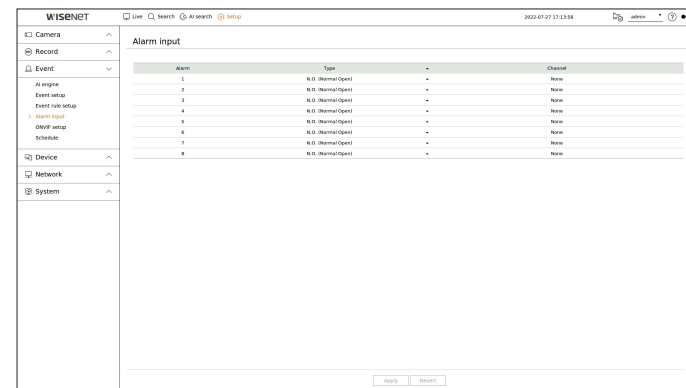 WISENET Live Search AI search Setup 2022-07-27 17:13:58 admin ?
Camera
Record
Event
AI engine
Event setup
Event rule setup
Alarm input
ONVIF setup
Schedule
Device
Network
System
Alarm input
Alarm Type Channel
1 N.O. (Normal Open) None
2 N.O. (Normal Open) None
3 N.O. (Normal Open) None
4 N.O. (Normal Open) None
5 N.O. (Normal Open) None
6 N.O. (Normal Open) None
7 N.O. (Normal Open) None
8 N.O. (Normal Open) None
Apply Revert